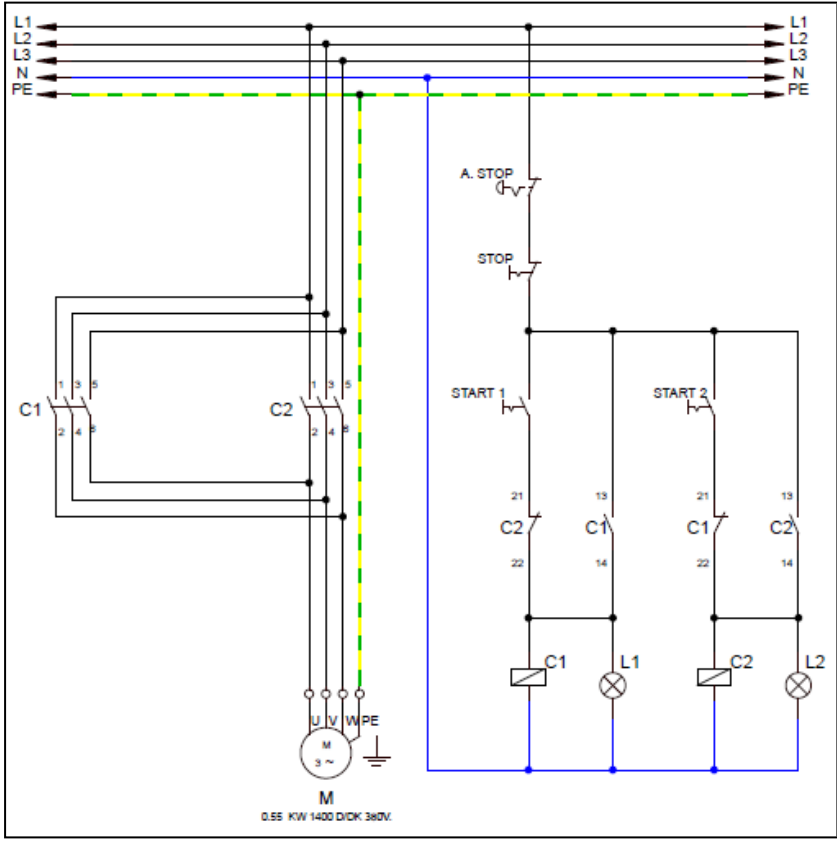 L1 L1
L2 L2
L3 L3
N N
PE PE
A. STOP
STOP
START 1 START 2
1 3 5 1 3 5
C1 C2
2 4 6 2 4 6
21 13 21 13
C2 C1 C1 C2
22 14 22 14
C1 L1 C2 L2
U V W PE
M
3 ~
M
0.55 KW 1400 D/DK 380V.